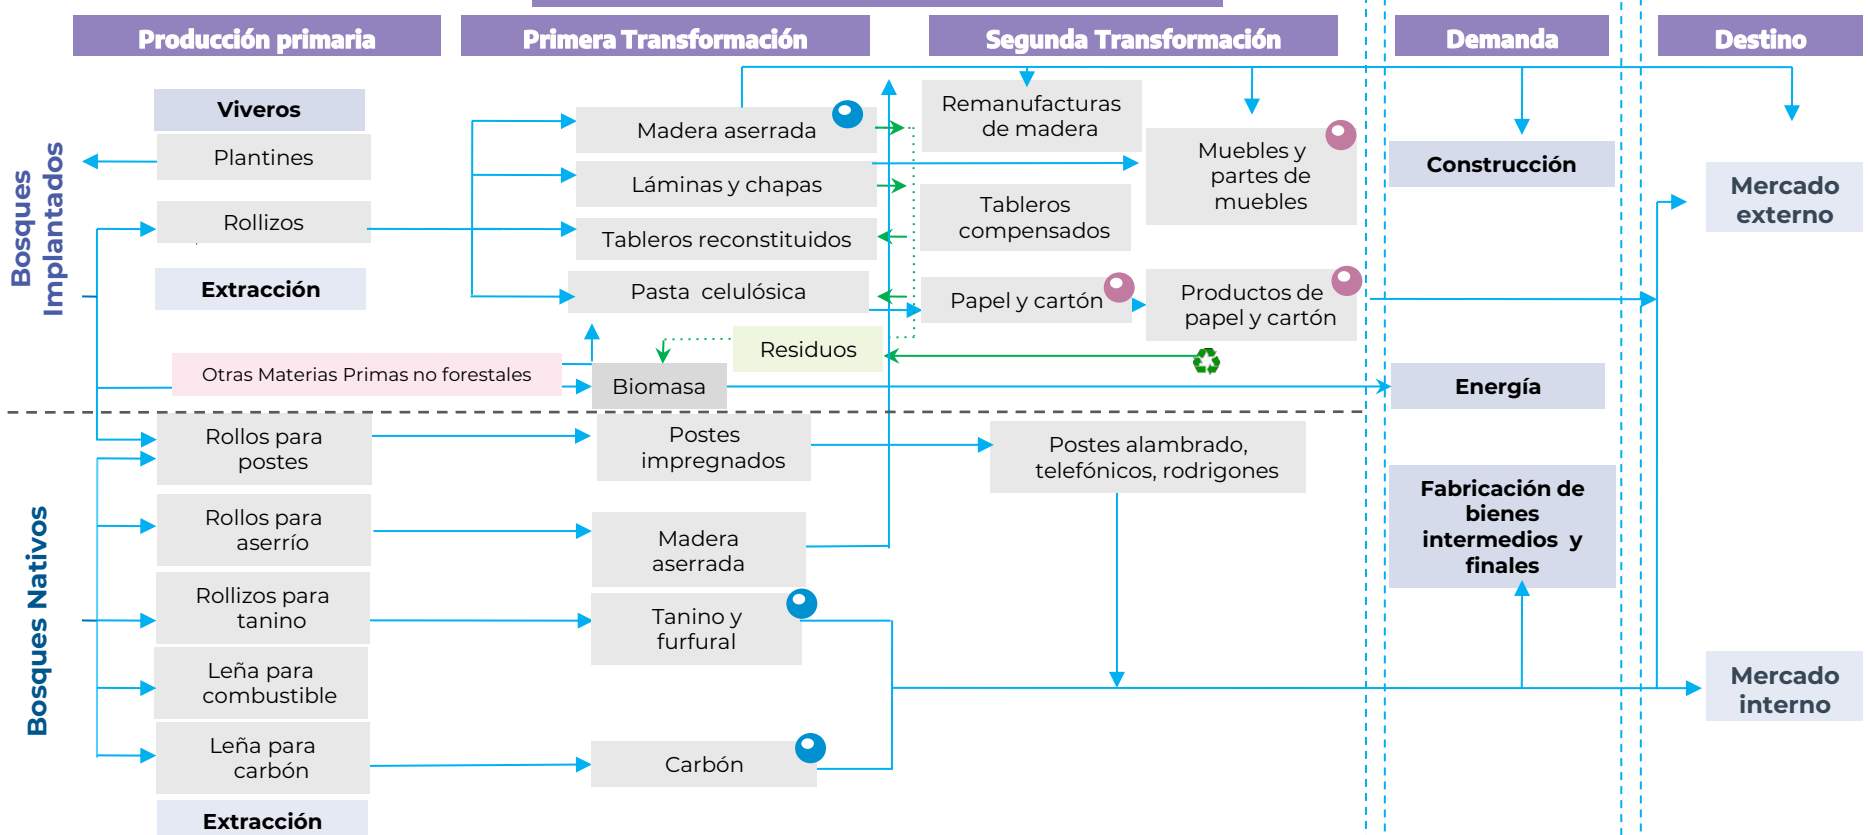 Producción primaria
Primera Transformación
Segunda Transformación
Demanda
Destino
Bosques
Implantados
Viveros
Plantines
Rollizos
Extracción
Otras Materias Primas no forestales
Madera aserrada
Láminas y chapas
Tableros reconstituidos
Pasta celulósica
Residuos
Biomasa
Remanufacturas
de madera
Tableros
compensados
Papel y cartón
Muebles y
partes de
muebles
Productos de
papel y cartón
Construcción
Energía
Mercado
externo
Bosques Nativos
Rollos para
postes
Rollos para
aserrío
Rollizos para
tanino
Leña para
combustible
Leña para
carbón
Extracción
Postes
impregnados
Madera
aserrada
Tanino y
furfural
Carbón
Postes alambrado,
telefónicos, rodrigones
Fabricación de
bienes
intermedios y
finales
Mercado
interno